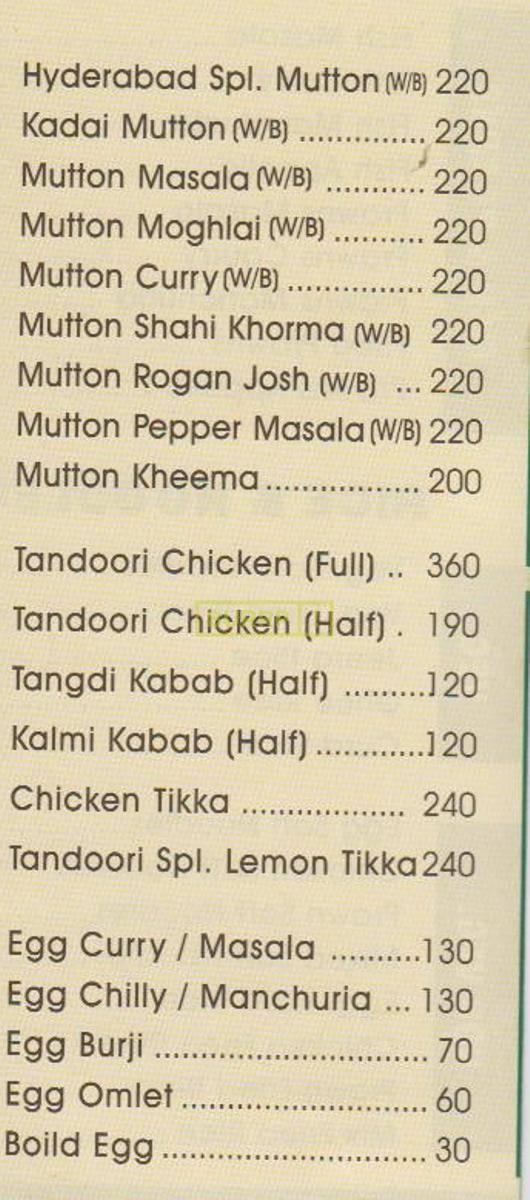 Hyderabad Spl. Mutton (W/B) 220
Kadai Mutton (W/B) .............. 220
Mutton Masala (W/B) ........... 220
Mutton Moghlai (W/B) .......... 220
Mutton Curry (W/B) ............... 220
Mutton Shahi Khorma (W/B) 220
Mutton Rogan Josh (W/B) ... 220
Mutton Pepper Masala (W/B) 220
Mutton Kheema ................. 200
Tandoori Chicken (Full) .. 360
Tandoori Chicken (Half) . 190
Tangdi Kabab (Half) .........120
Kalmi Kabab (Half) ............120
Chicken Tikka .................. 240
Tandoori Spl. Lemon Tikka 240
Egg Curry / Masala ..........130
Egg Chilly / Manchuria ... 130
Egg Burji .............................. 70
Egg Omlet ........................... 60
Boild Egg ............................. 30